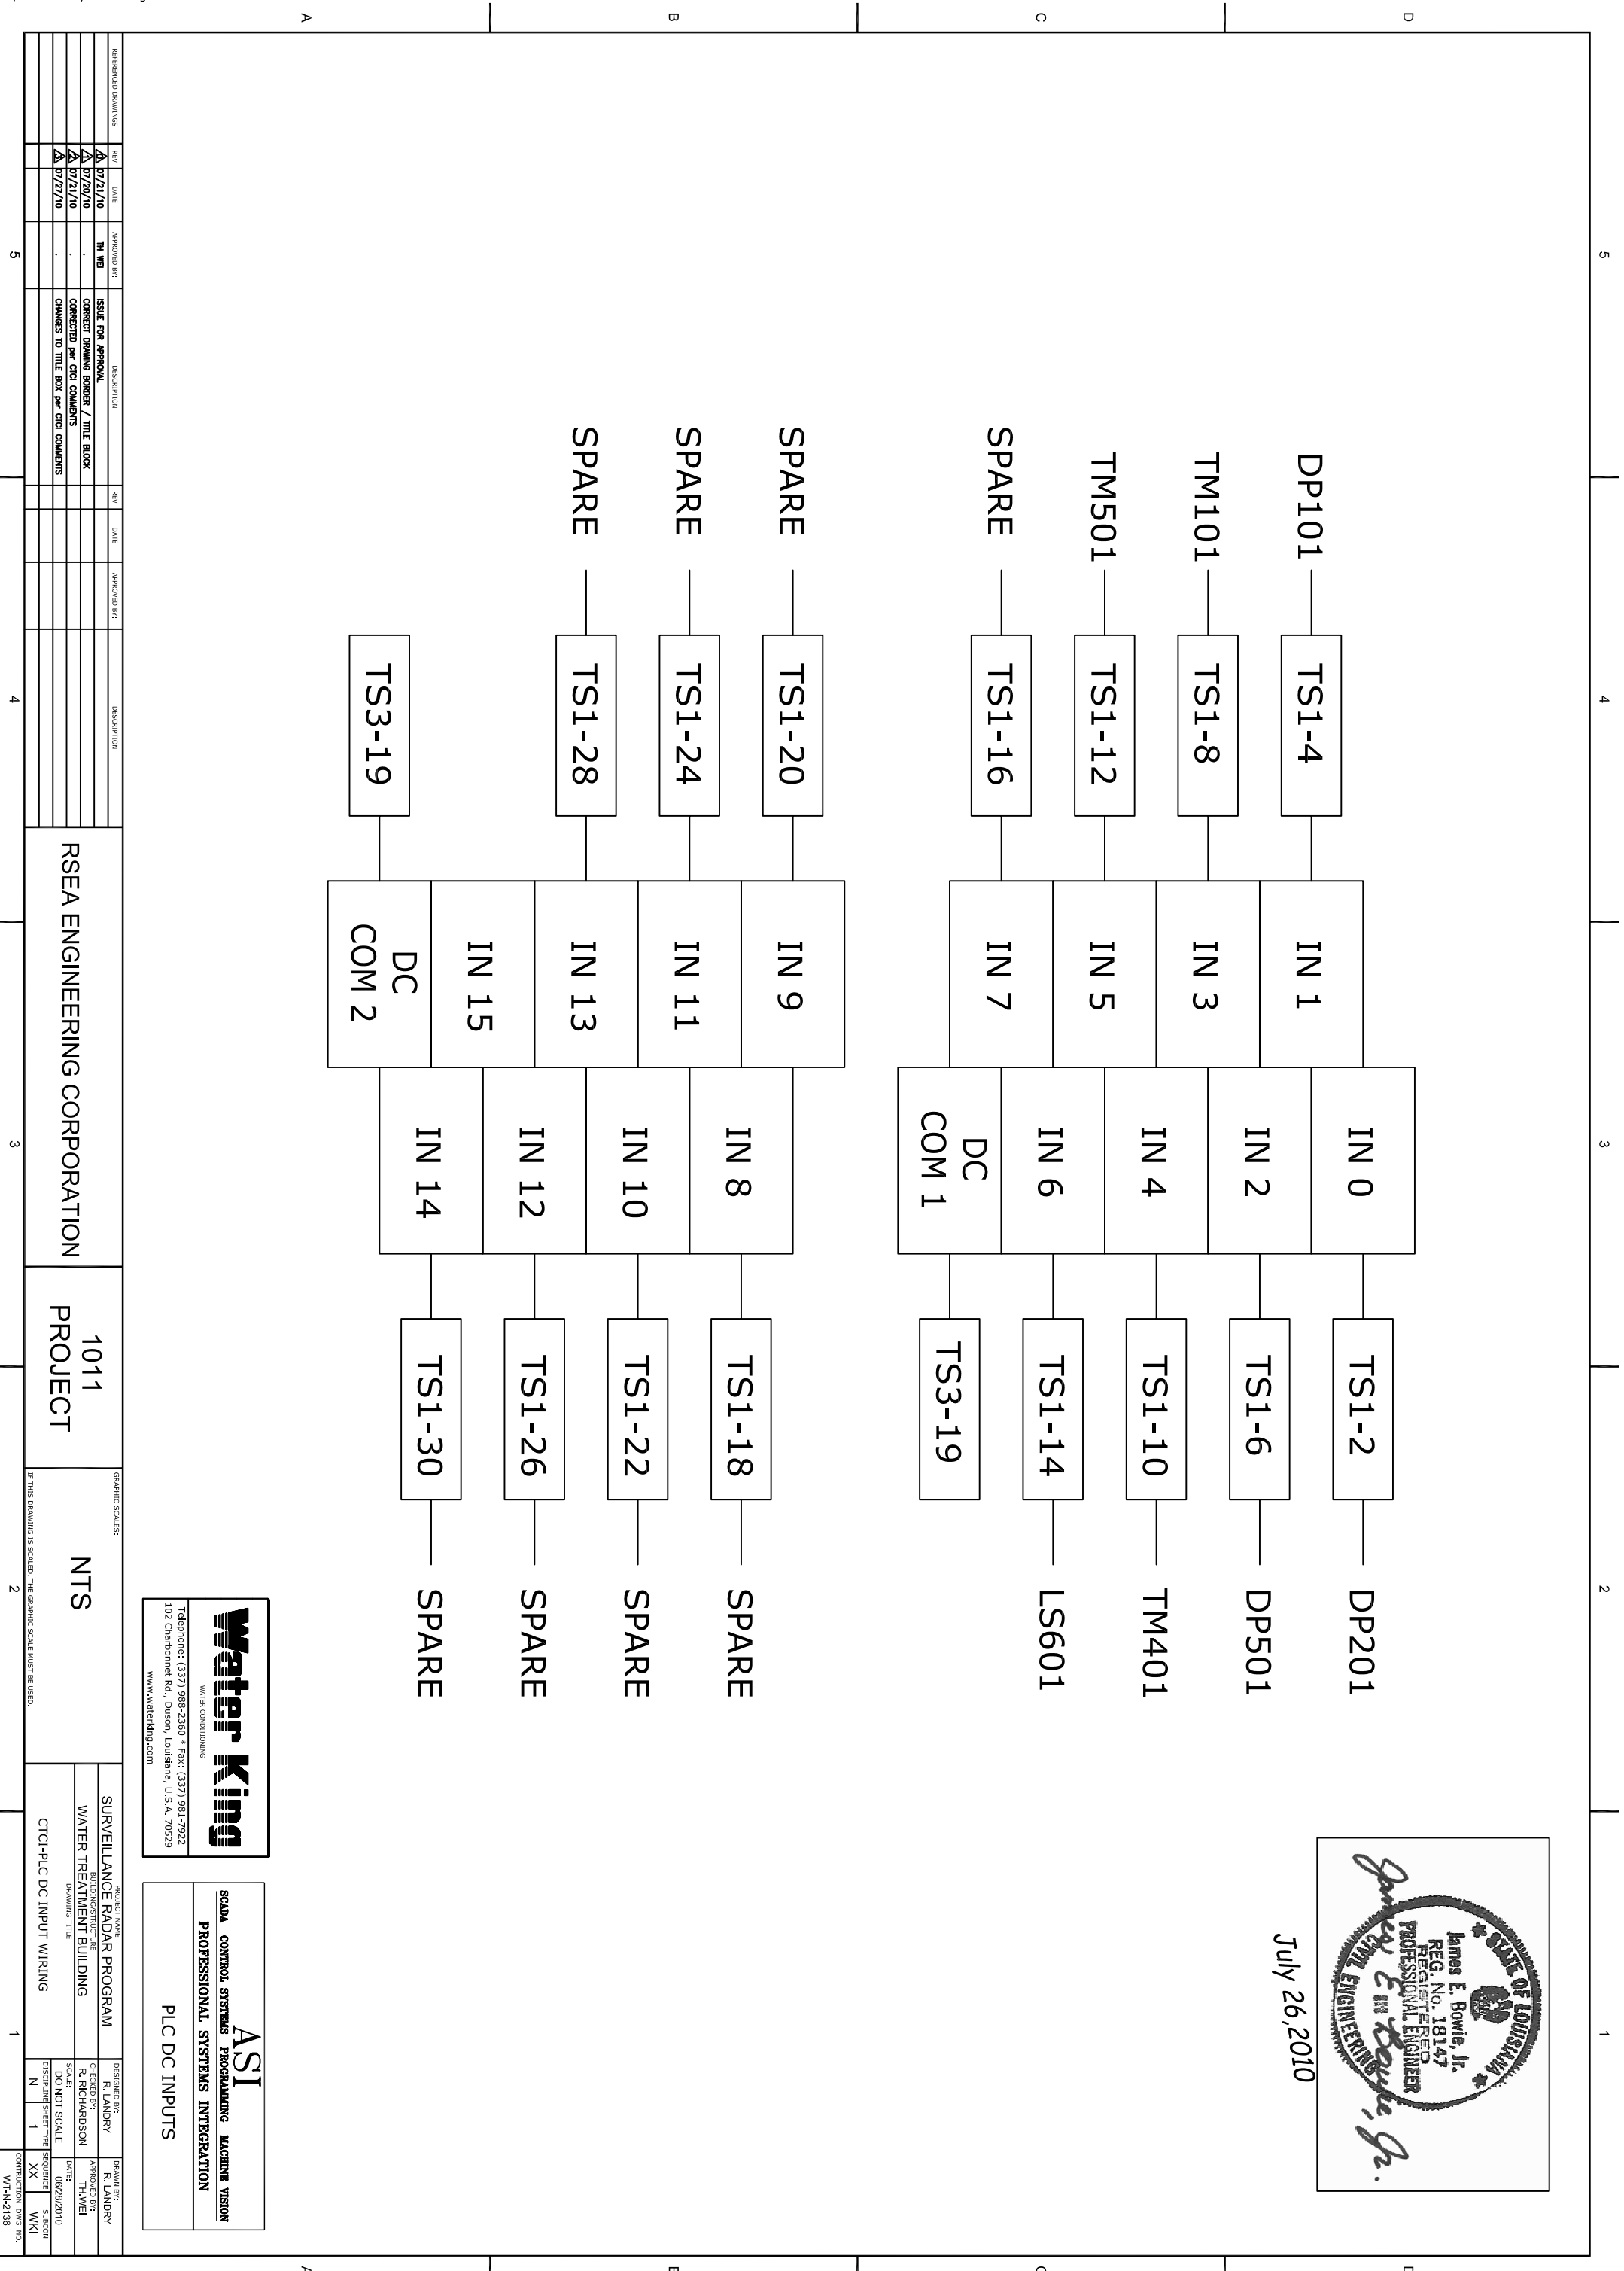 5
4
3
2
1
D
C
B
A
STATE OF LOUISIANA
James E. Bowie, Jr.
REG. No. 18147
REGISTERED
PROFESSIONAL ENGINEER
IN
CIVIL ENGINEERING
James E. Bowie, Jr.
July 26,2010
IN 0
TS1-2
DP201
DP101
TS1-4
IN 1
IN 2
TS1-6
DP501
TM101
TS1-8
IN 3
IN 4
TS1-10
TM401
TM501
TS1-12
IN 5
IN 6
TS1-14
LS601
SPARE
TS1-16
IN 7
DC
COM 1
TS3-19
SPARE
TS1-20
IN 9
IN 8
TS1-18
SPARE
SPARE
TS1-24
IN 11
IN 10
TS1-22
SPARE
SPARE
TS1-28
IN 13
IN 12
TS1-26
SPARE
IN 15
IN 14
TS1-30
SPARE
TS3-19
DC
COM 2
Water King
WATER CONDITIONING
Telephone: (337) 988-2360 * Fax: (337) 981-7922
102 Charbonnet Rd., Duson, Louisiana, U.S.A. 70529
www.waterking.com
ASI
SCADA CONTROL SYSTEMS PROGRAMMING MACHINE VISION
PROFESSIONAL SYSTEMS INTEGRATION
PLC DC INPUTS
REFERENCED DRAWINGS
REV DATE APPROVED BY: DESCRIPTION
0 07/21/10 TH WEI ISSUE FOR APPROVAL
1 07/20/10 . CORRECT DRAWING BORDER / TITLE BLOCK
2 07/21/10 . CORRECTED per CTCI COMMENTS
3 07/27/10 . CHANGES TO TITLE BOX per CTCI COMMENTS
REV DATE APPROVED BY: DESCRIPTION
RSEA ENGINEERING CORPORATION
1011
PROJECT
GRAPHIC SCALES:
NTS
IF THIS DRAWING IS SCALED, THE GRAPHIC SCALE MUST BE USED.
PROJECT NAME
SURVEILLANCE RADAR PROGRAM
BUILDING/STRUCTURE
WATER TREATMENT BUILDING
DRAWING TITLE
CTCI-PLC DC INPUT WIRING
DESIGNED BY:
R. LANDRY
DRAWN BY:
R. LANDRY
CHECKED BY:
R. RICHARDSON
APPROVED BY:
TH.WEI
SCALE:
DO NOT SCALE
DATE:
06/28/2010
DISCIPLINE
N
SHEET TYPE
1
SEQUENCE
XX
SUBCON
WKI
CONTRUCTION DWG NO.
WT-N-2136
5
4
3
2
1
D
C
B
A